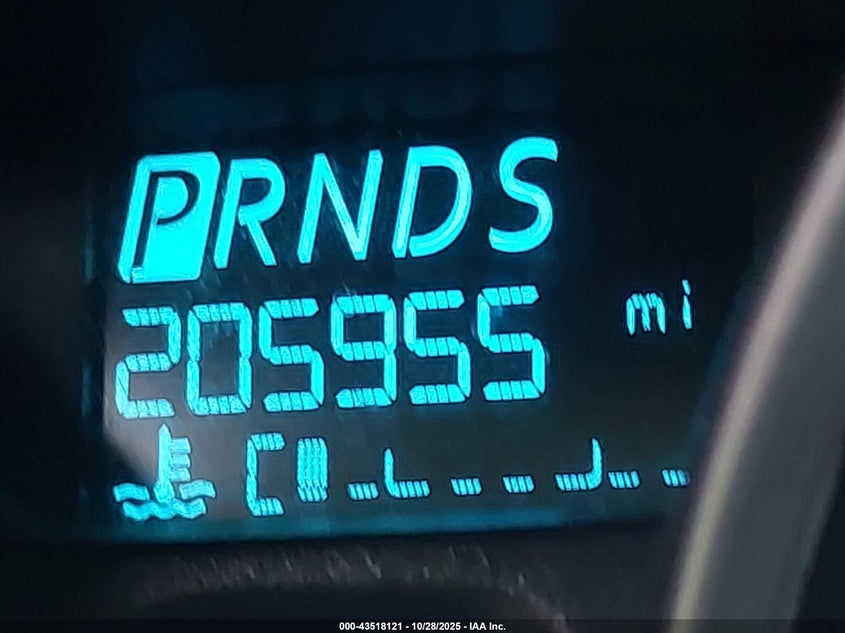 PRNDS
205955 mi
C
000-43518121 - 10/28/2025 - IAA Inc.